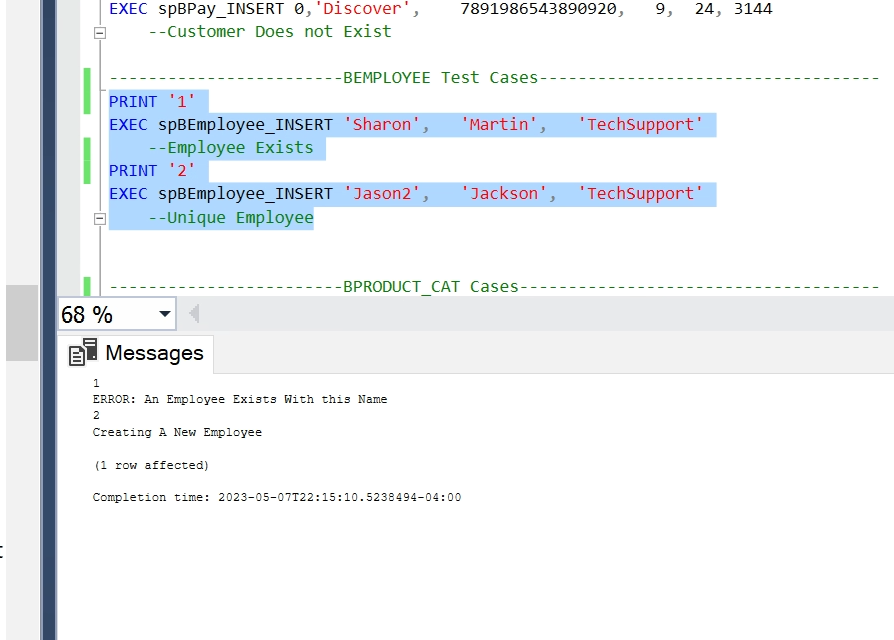 EXEC spBPay_INSERT 0,'Discover',    7891986543890920,   9,  24, 3144
    --Customer Does not Exist
------------------------BEMPLOYEE Test Cases-----------------------------------
PRINT '1'
EXEC spBEmployee_INSERT 'Sharon',   'Martin',   'TechSupport'
    --Employee Exists
PRINT '2'
EXEC spBEmployee_INSERT 'Jason2',   'Jackson',  'TechSupport'
    --Unique Employee
------------------------BPRODUCT_CAT Cases-------------------------------------
68 %
Messages
1
ERROR: An Employee Exists With this Name
2
Creating A New Employee
(1 row affected)
Completion time: 2023-05-07T22:15:10.5238494-04:00